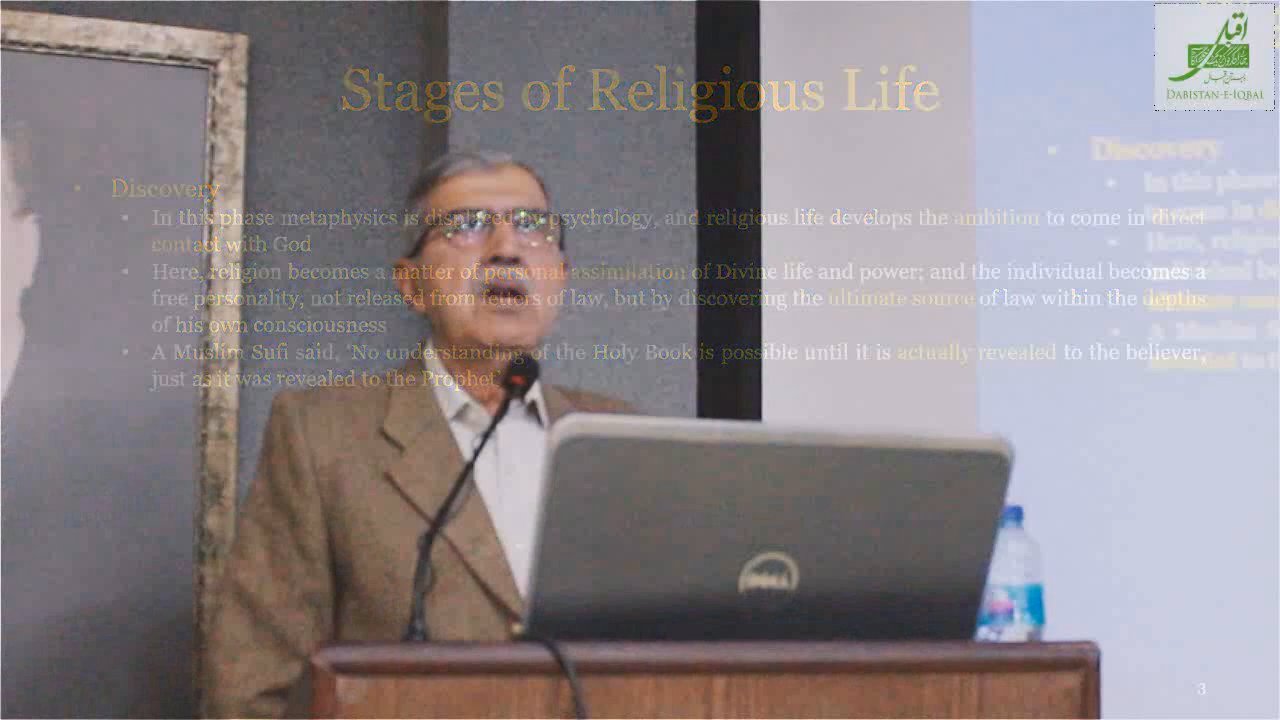 Stages of Religious Life
DABISTAN-E-IQBAL
Discovery
In this phase metaphysics is displaced by psychology, and religious life develops the ambition to come in direct
contact with God
Here, religion becomes a matter of personal assimilation of Divine life and power; and the individual becomes a
free personality, not released from fetters of law, but by discovering the ultimate source of law within the depths
of his own consciousness
A Muslim Sufi said, 'No understanding of the Holy Book is possible until it is actually revealed to the believer,
just as it was revealed to the Prophet'
Discovery
In this
Here,
A Muslim
3